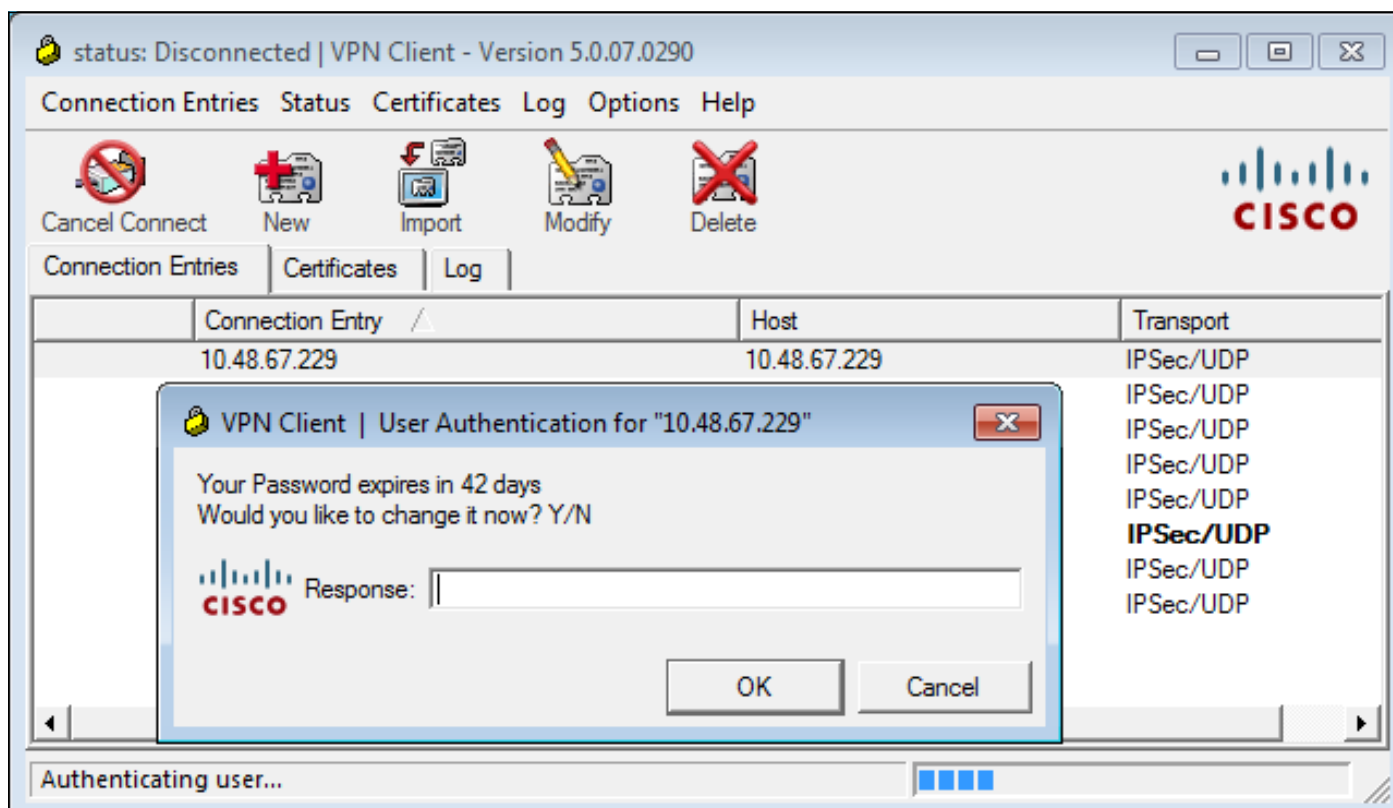 status: Disconnected | VPN Client - Version 5.0.07.0290
Connection Entries Status Certificates Log Options Help
Cancel Connect New Import Modify Delete
CISCO
Connection Entries Certificates Log
Connection Entry Host Transport
10.48.67.229 10.48.67.229 IPSec/UDP
IPSec/UDP
IPSec/UDP
IPSec/UDP
IPSec/UDP
IPSec/UDP
IPSec/UDP
IPSec/UDP
VPN Client | User Authentication for "10.48.67.229"
Your Password expires in 42 days
Would you like to change it now? Y/N
CISCO Response:
OK Cancel
Authenticating user...